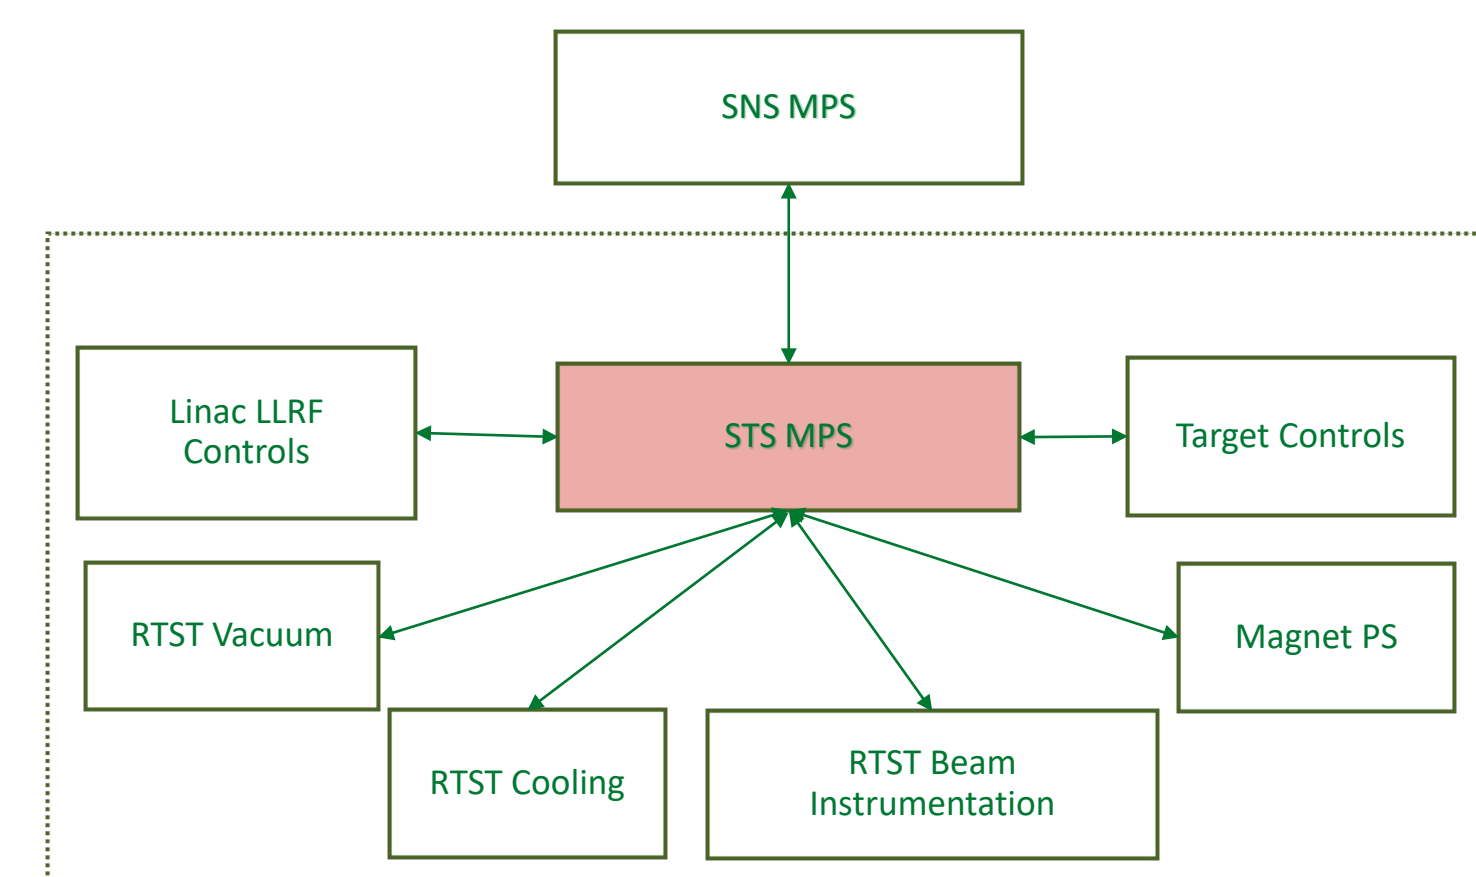 SNS MPS
Linac LLRF
Controls
STS MPS
Target Controls
RTST Vacuum
Magnet PS
RTST Cooling
RTST Beam
Instrumentation